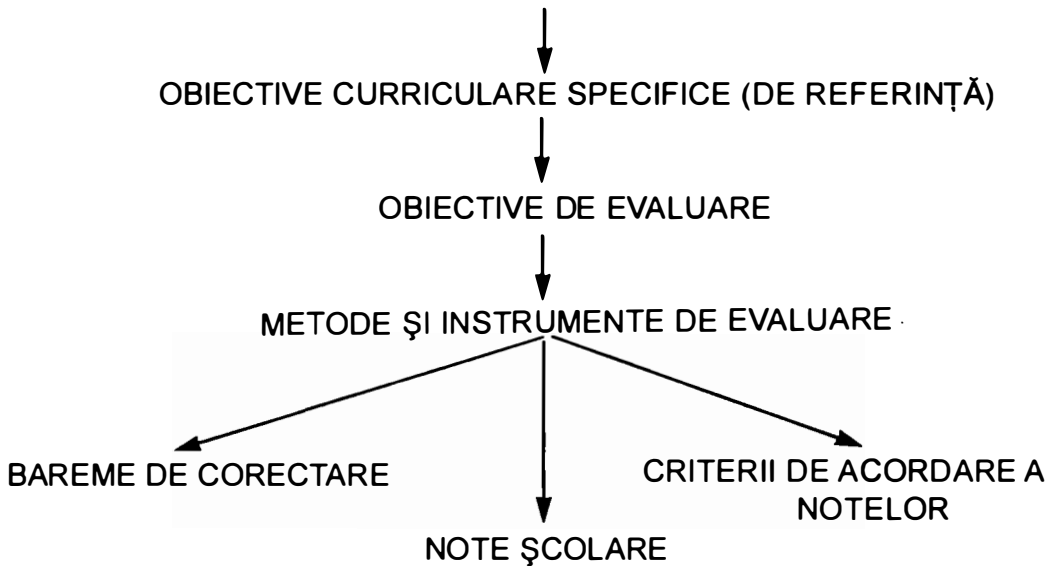 OBIECTIVE CURRICULARE SPECIFICE (DE REFERINŢĂ)
OBIECTIVE DE EVALUARE
METODE ŞI INSTRUMENTE DE EVALUARE
BAREME DE CORECTARE
CRITERII DE ACORDARE A
NOTELOR
NOTE ŞCOLARE